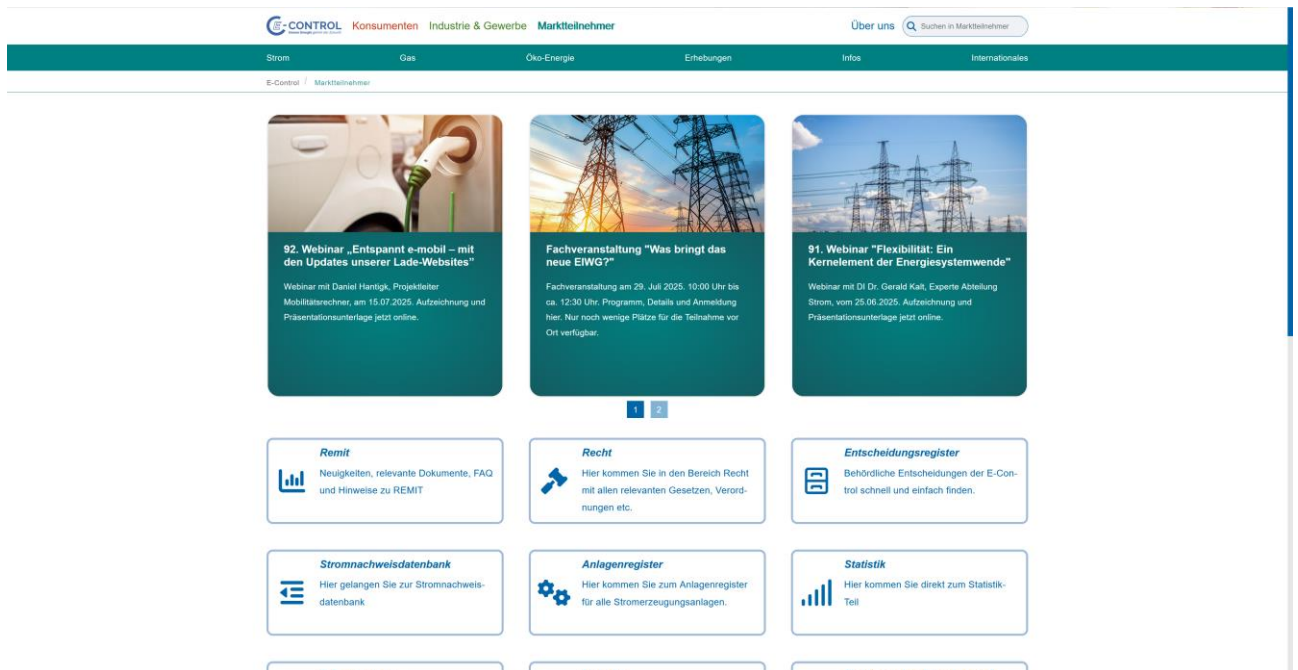 E-CONTROL Konsumenten Industrie & Gewerbe Marktteilnehmer Über uns Suchen in Marktteilnehmer
Strom Gas Öko-Energie Erhebungen Infos Internationales
E-Control / Marktteilnehmer
92. Webinar „Entspannt e-mobil – mit
den Updates unserer Lade-Websites"
Webinar mit Daniel Hantigk, Projektleiter
Mobilitätsrechner, am 15.07.2025. Aufzeichnung und
Präsentationsunterlage jetzt online.
Fachveranstaltung "Was bringt das
neue ElWG?"
Fachveranstaltung am 29. Juli 2025. 10:00 Uhr bis
ca. 12:30 Uhr. Programm, Details und Anmeldung
hier. Nur noch wenige Plätze für die Teilnahme vor
Ort verfügbar.
91. Webinar "Flexibilität: Ein
Kernelement der Energiesystemwende"
Webinar mit DI Dr. Gerald Kalt, Experte Abteilung
Strom, vom 25.06.2025. Aufzeichnung und
Präsentationsunterlage jetzt online.
1 2
Remit
Neuigkeiten, relevante Dokumente, FAQ
und Hinweise zu REMIT
Recht
Hier kommen Sie in den Bereich Recht
mit allen relevanten Gesetzen, Verord-
nungen etc.
Entscheidungsregister
Behördliche Entscheidungen der E-Con-
trol schnell und einfach finden.
Stromnachweisdatenbank
Hier gelangen Sie zur Stromnachweis-
datenbank
Anlagenregister
Hier kommen Sie zum Anlagenregister
für alle Stromerzeugungsanlagen.
Statistik
Hier kommen Sie direkt zum Statistik-
Teil